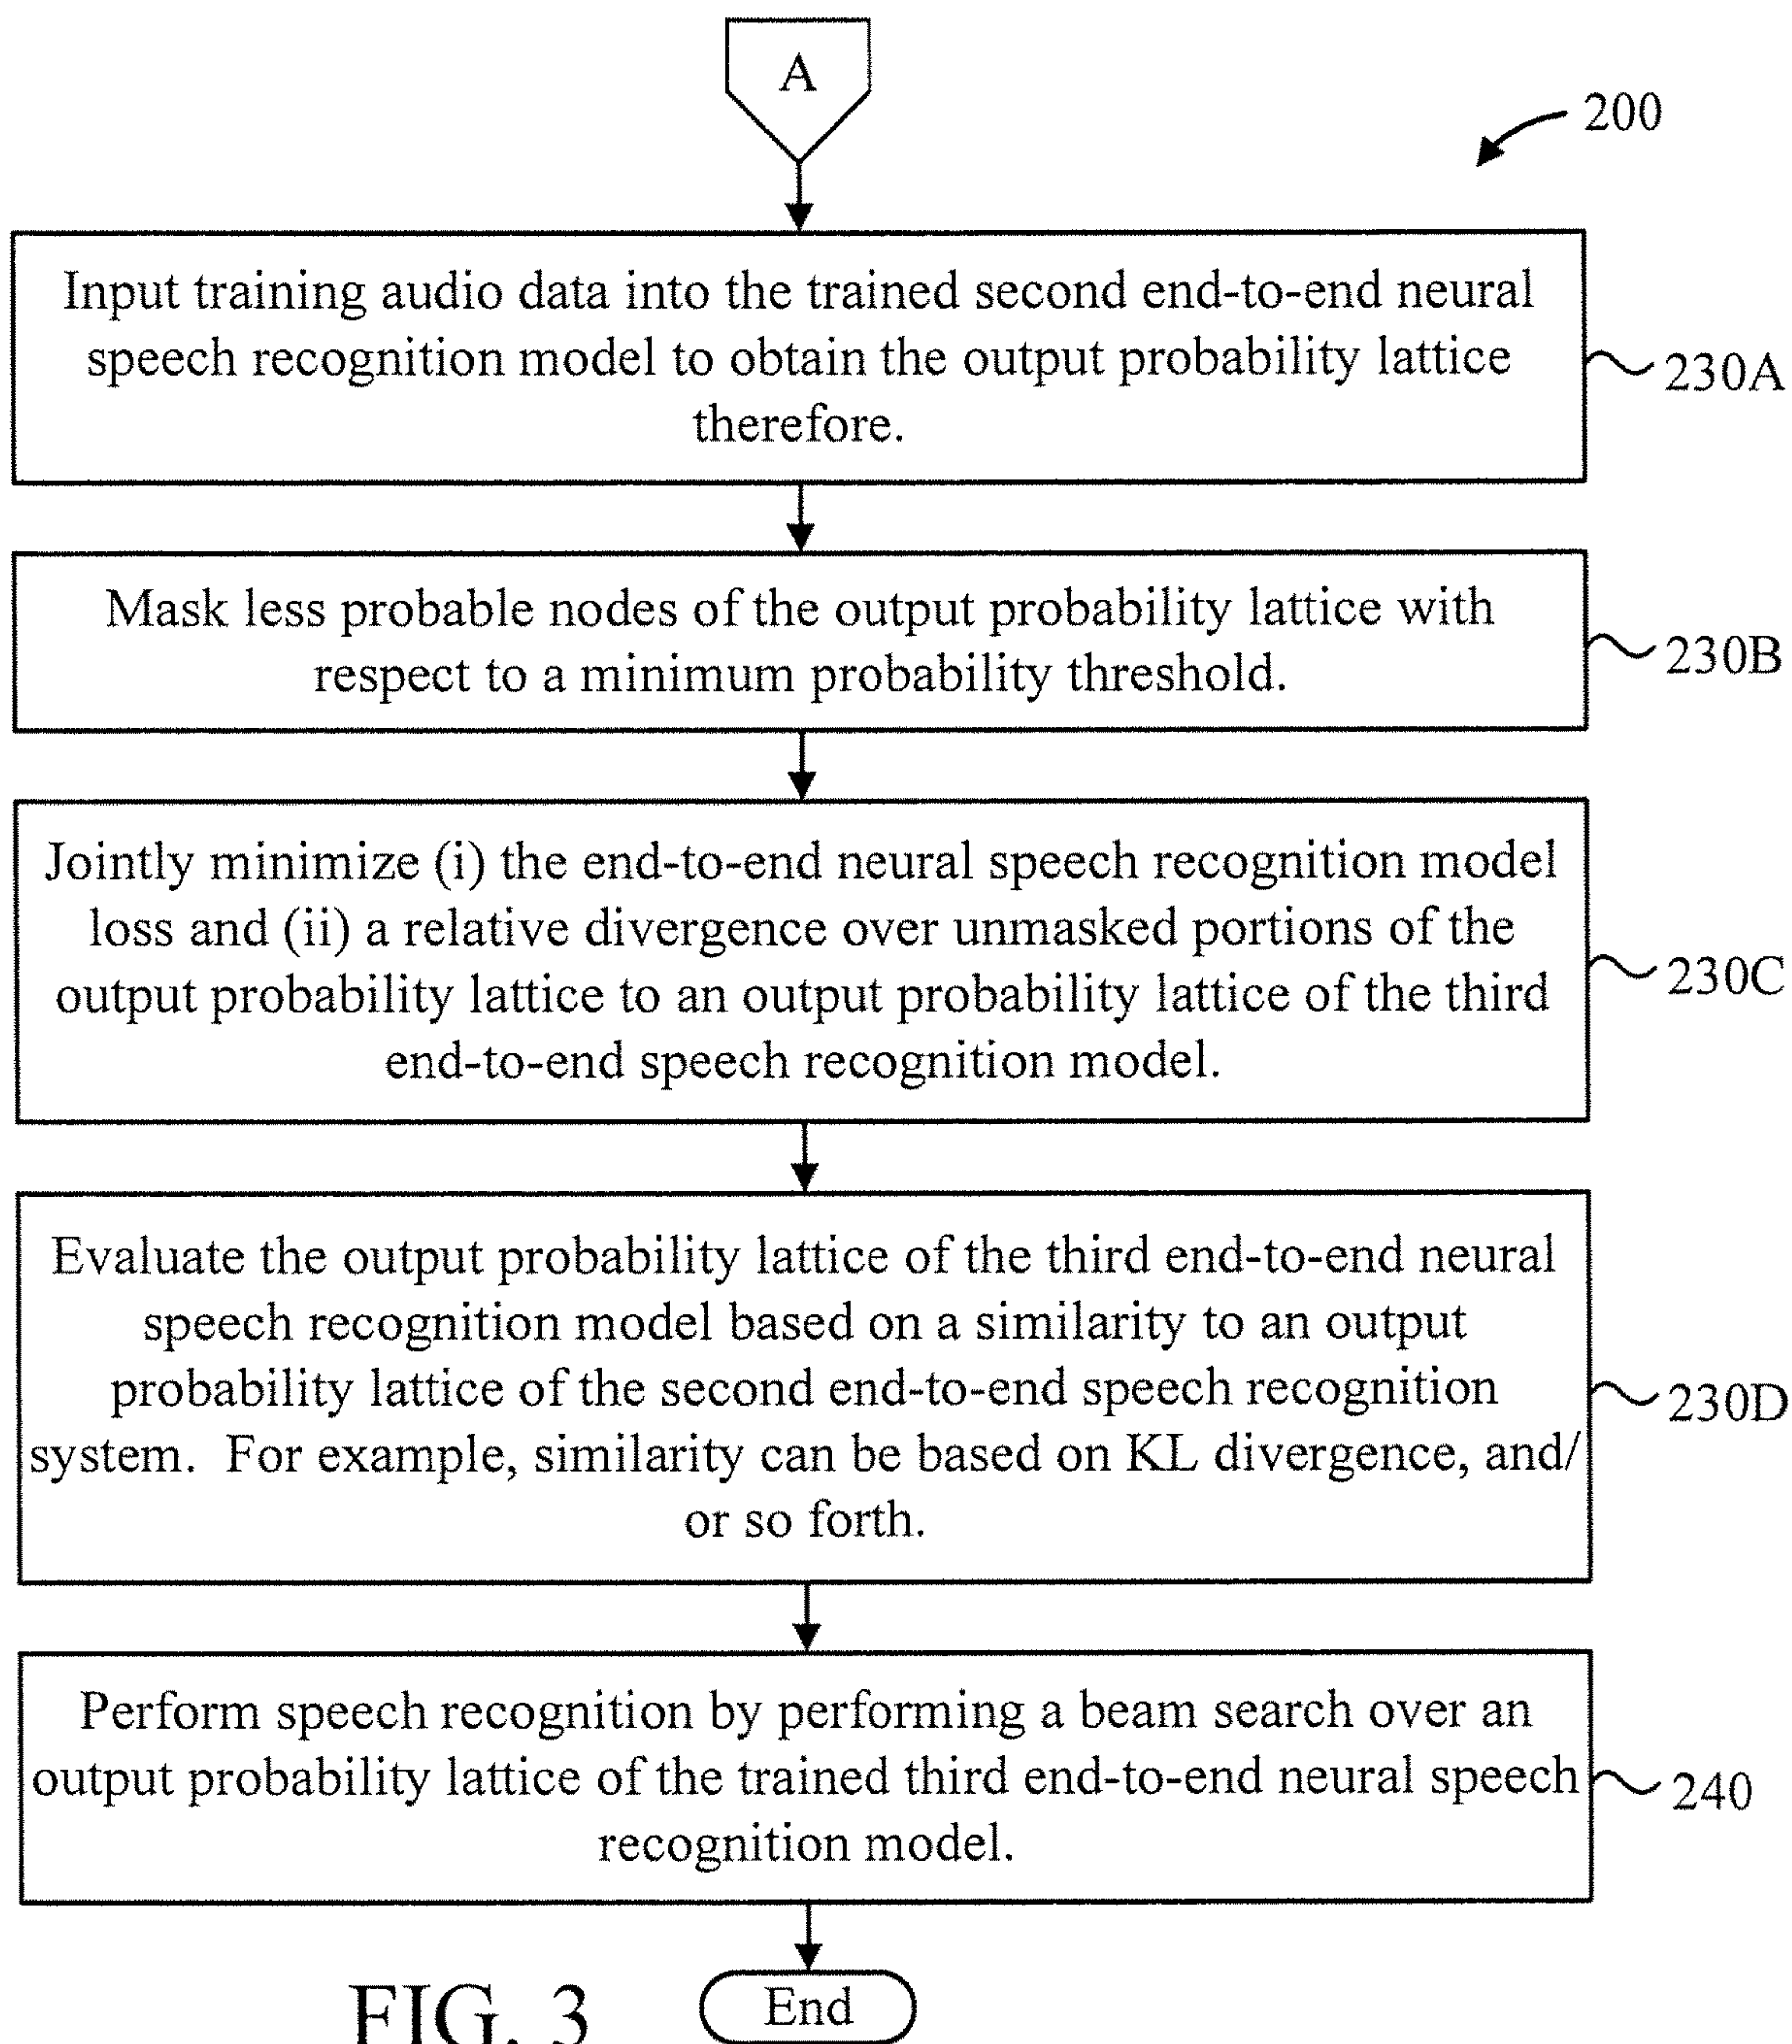 A
200
Input training audio data into the trained second end-to-end neural
speech recognition model to obtain the output probability lattice
therefore.
230A
Mask less probable nodes of the output probability lattice with
respect to a minimum probability threshold.
230B
Jointly minimize (i) the end-to-end neural speech recognition model
loss and (ii) a relative divergence over unmasked portions of the
output probability lattice to an output probability lattice of the third
end-to-end speech recognition model.
230C
Evaluate the output probability lattice of the third end-to-end neural
speech recognition model based on a similarity to an output
probability lattice of the second end-to-end speech recognition
system. For example, similarity can be based on KL divergence, and/
or so forth.
230D
Perform speech recognition by performing a beam search over an
output probability lattice of the trained third end-to-end neural speech
recognition model.
240
End
FIG. 3